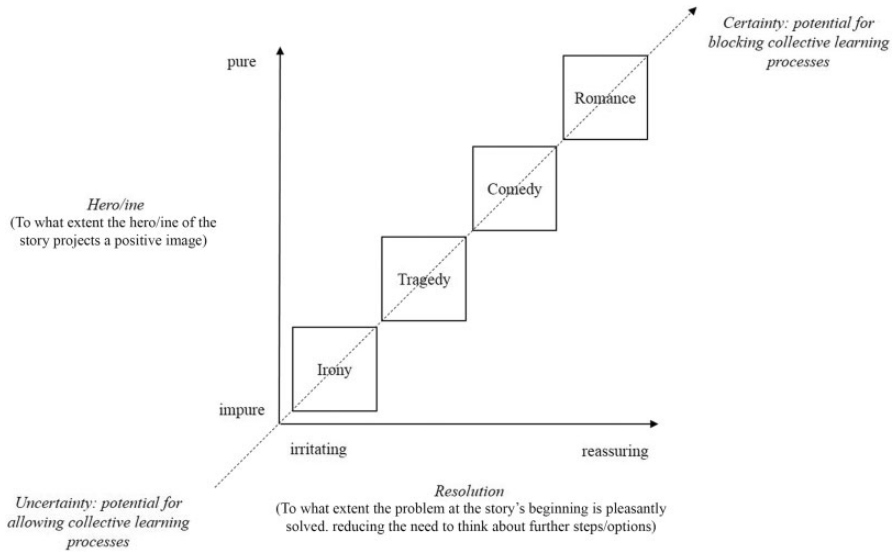 Certainty: potential for
blocking collective learning
processes
pure
Romance
Comedy
Hero/ine
(To what extent the hero/ine of the
story projects a positive image)
Tragedy
Irony
impure
irritating
reassuring
Resolution
(To what extent the problem at the story's beginning is pleasantly
solved. reducing the need to think about further steps/options)
Uncertainty: potential for
allowing collective learning
processes